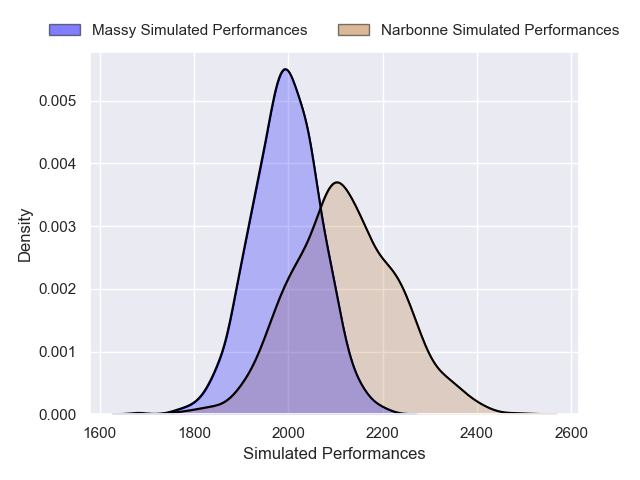 Massy Simulated Performances Narbonne Simulated Performances
0.005
0.004
0.003
0.002
0.001
0.000
Density
1600 1800 2000 2200 2400 2600
Simulated Performances